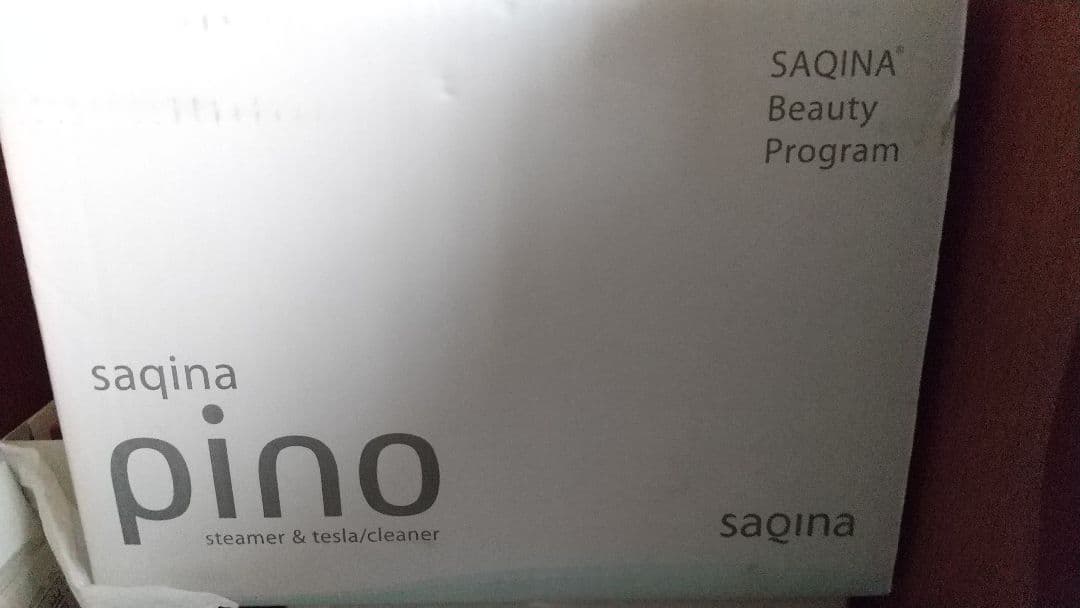 SAQINA®
Beauty
Program
saqina
pino
steamer & tesla/cleaner
saqina